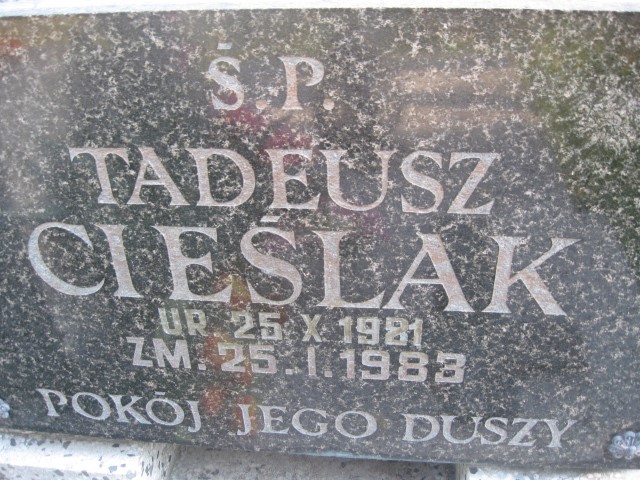 Ś.P.
TADEUSZ
CIEŚLAK
UR. 25 X 1921
ZM. 25.I.1983
POKÓJ JEGO DUSZY